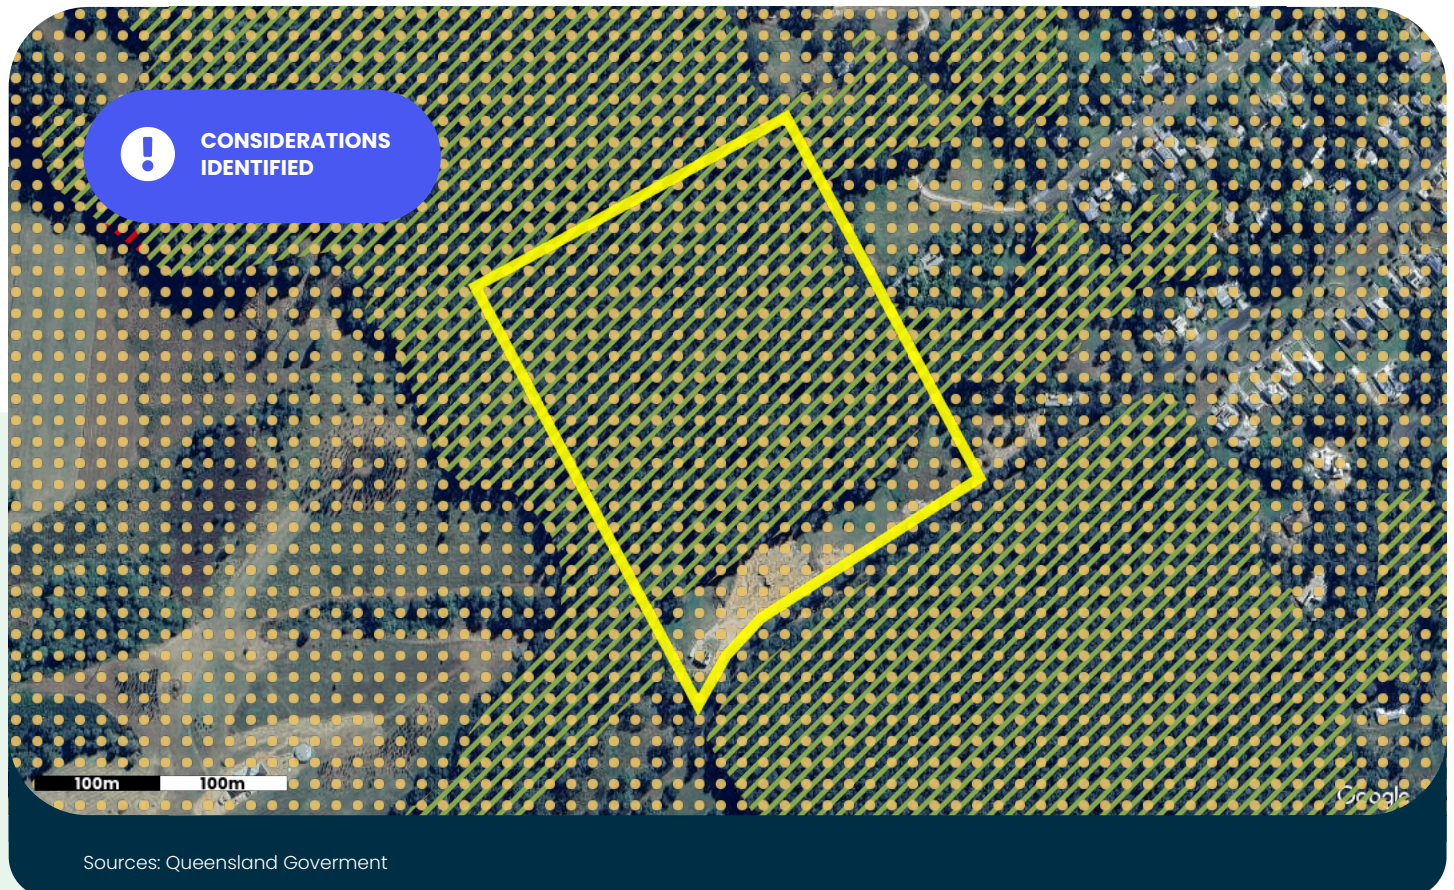 CONSIDERATIONS
IDENTIFIED
100m 100m
Google
Sources: Queensland Goverment